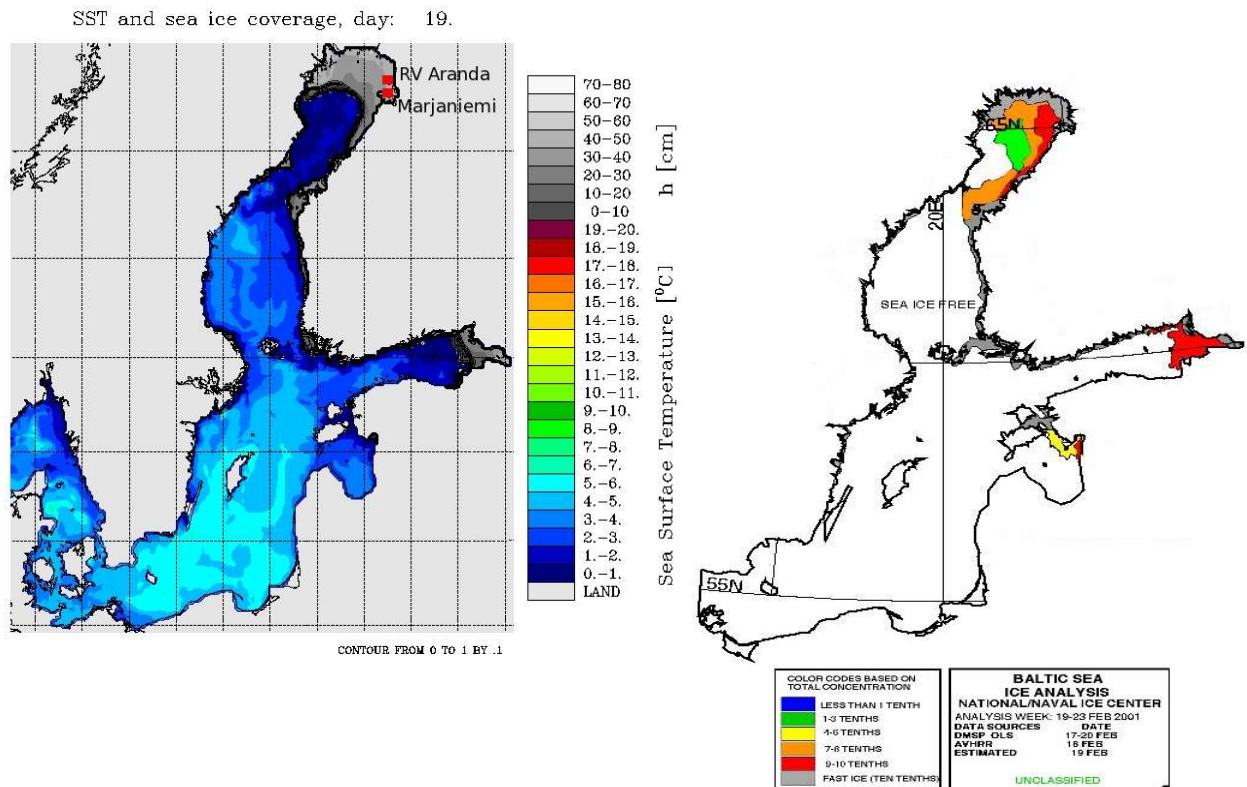 SST and sea ice coverage, day: 19.
RV Aranda
Marjaniemi
70-80
60-70
50-60
40-50
30-40
20-30
10-20
0-10
19.-20.
18.-19.
17.-18.
16.-17.
15.-16.
14.-15.
13.-14.
12.-13.
11.-12.
10.-11.
9.-10.
8.-9.
7.-8.
6.-7.
5.-6.
4.-5.
3.-4.
2.-3.
1.-2.
0.-1.
LAND
h [cm]
Sea Surface Temperature [⁰C]
CONTOUR FROM 0 TO 1 BY .1
65N
20E
SEA ICE FREE
55N
COLOR CODES BASED ON
TOTAL CONCENTRATION
LESS THAN 1 TENTH
1-3 TENTHS
4-6 TENTHS
7-8 TENTHS
9-10 TENTHS
FAST ICE (TEN TENTHS)
BALTIC SEA
ICE ANALYSIS
NATIONAL/NAVAL ICE CENTER
ANALYSIS WEEK: 19-23 FEB 2001
DATA SOURCES DATE
DMSP OLS 17-20 FEB
AVHRR 18 FEB
ESTIMATED 19 FEB
UNCLASSIFIED